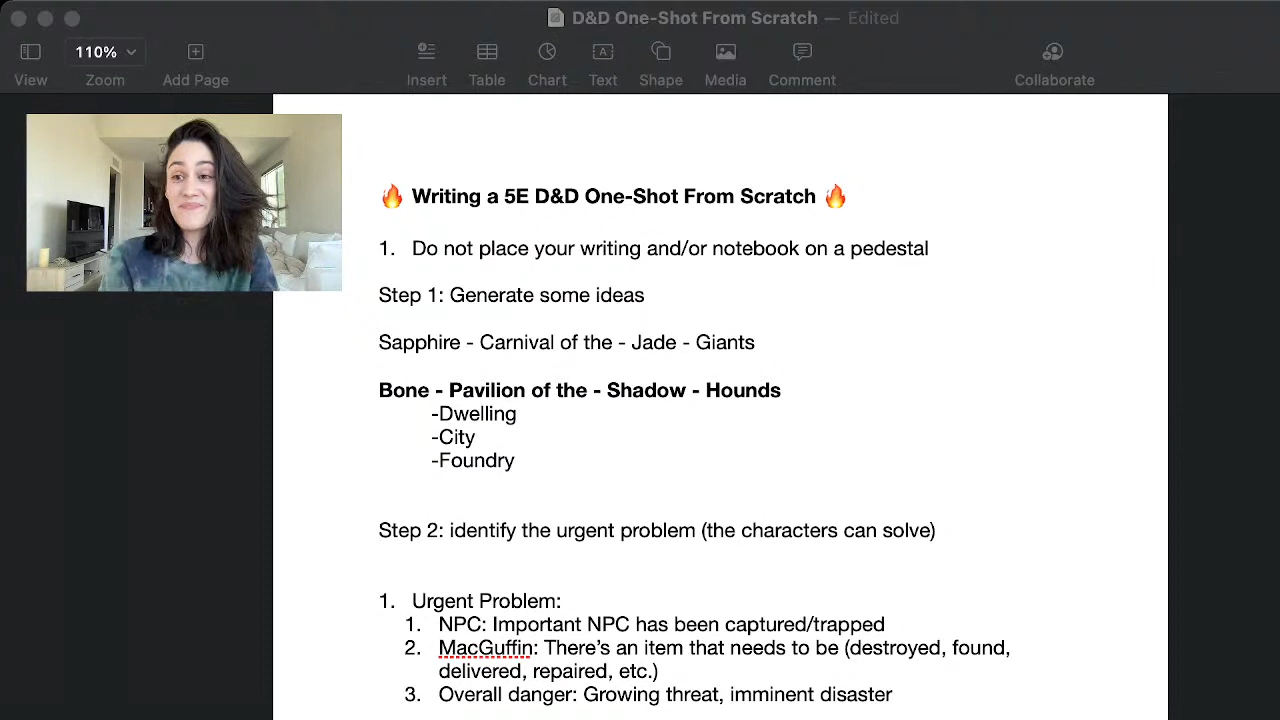 D&D One-Shot From Scratch — Edited
110%
View Zoom Add Page Insert Table Chart Text Shape Media Comment Collaborate
🔥 Writing a 5E D&D One-Shot From Scratch 🔥
1. Do not place your writing and/or notebook on a pedestal
Step 1: Generate some ideas
Sapphire - Carnival of the - Jade - Giants
Bone - Pavilion of the - Shadow - Hounds
-Dwelling
-City
-Foundry
Step 2: identify the urgent problem (the characters can solve)
1. Urgent Problem:
1. NPC: Important NPC has been captured/trapped
2. MacGuffin: There’s an item that needs to be (destroyed, found,
delivered, repaired, etc.)
3. Overall danger: Growing threat, imminent disaster